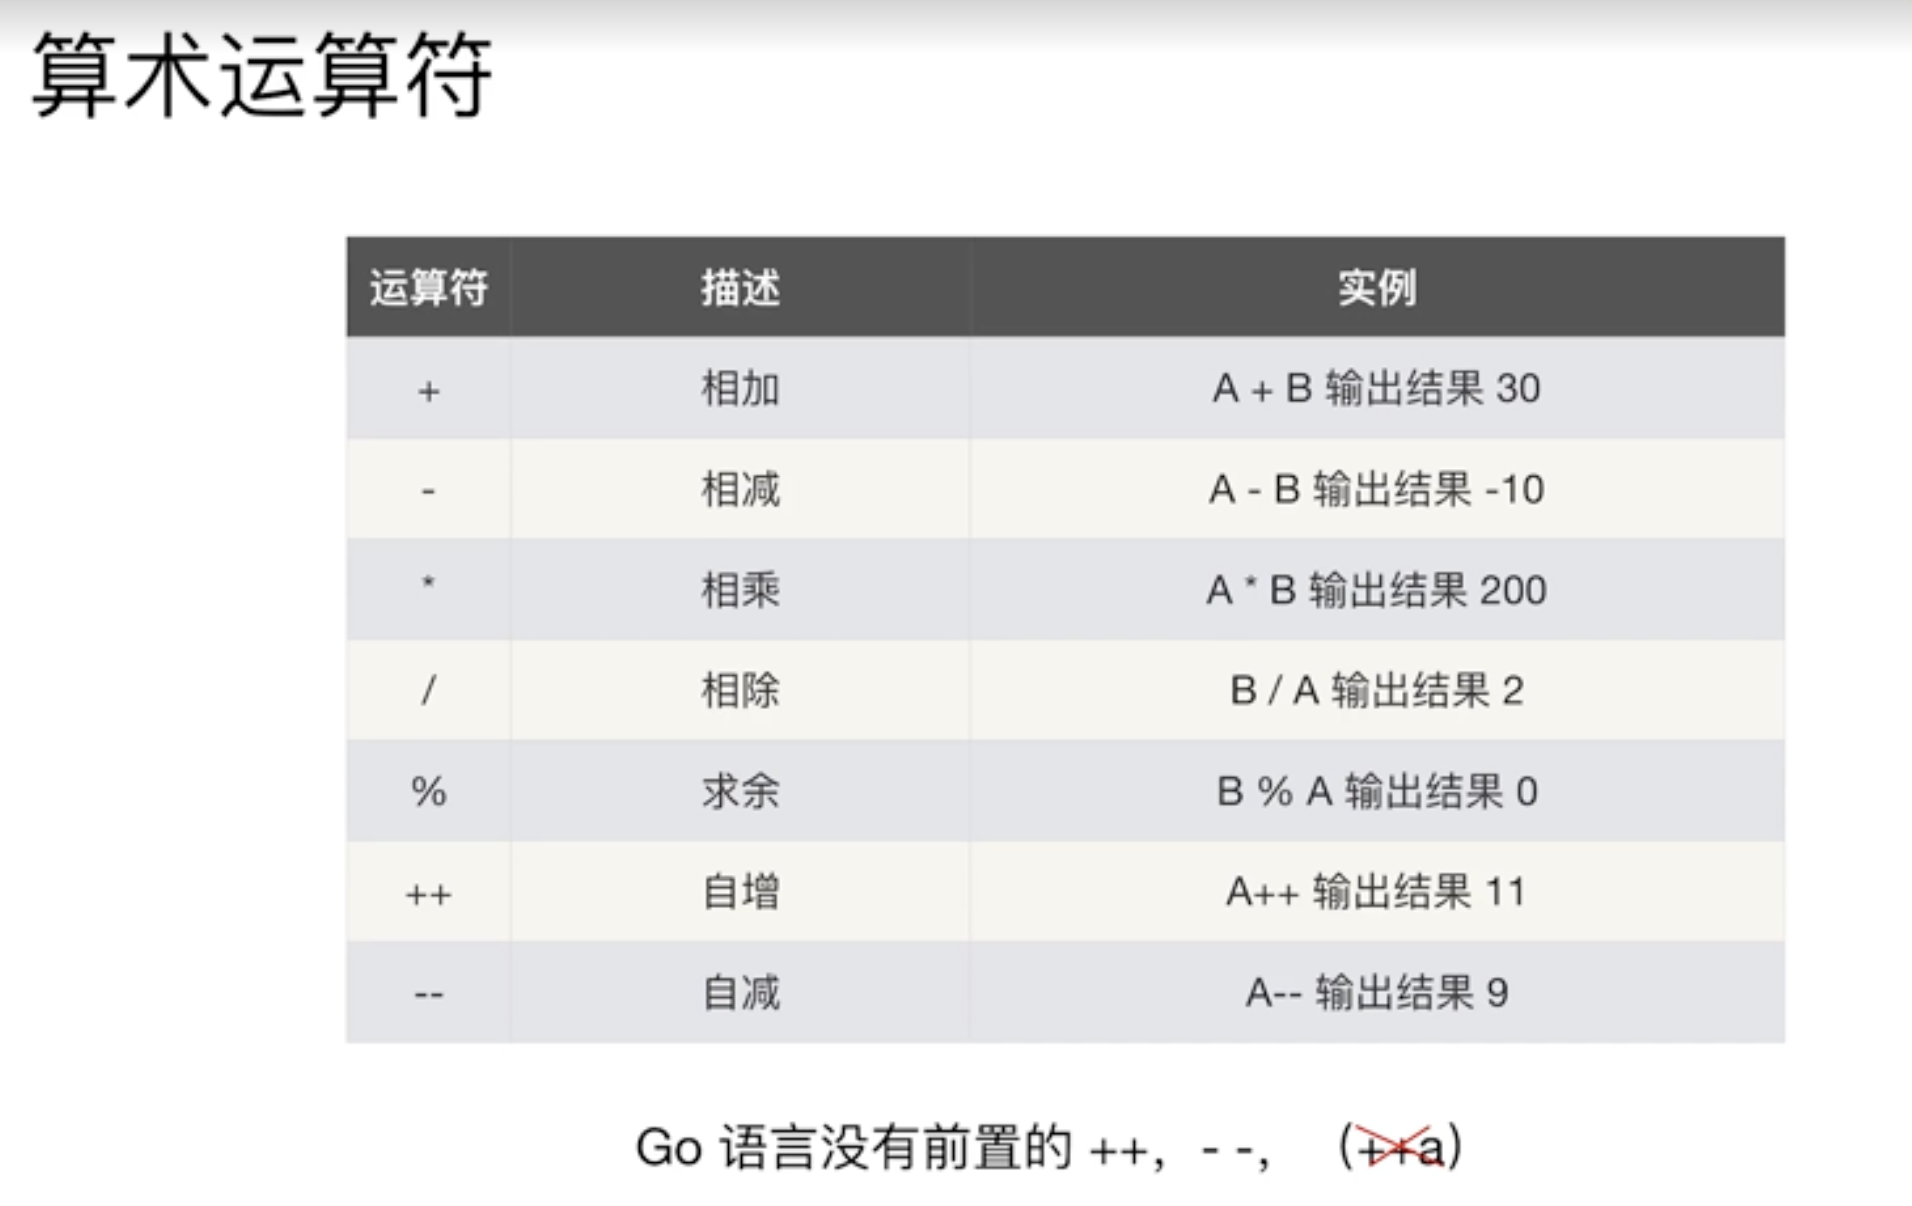 算术运算符
运算符 描述 实例
+ 相加 A + B 输出结果 30
- 相减 A - B 输出结果 -10
* 相乘 A * B 输出结果 200
/ 相除 B / A 输出结果 2
% 求余 B % A 输出结果 0
++ 自增 A++ 输出结果 11
-- 自减 A-- 输出结果 9
Go 语言没有前置的 ++，- -，（++a）